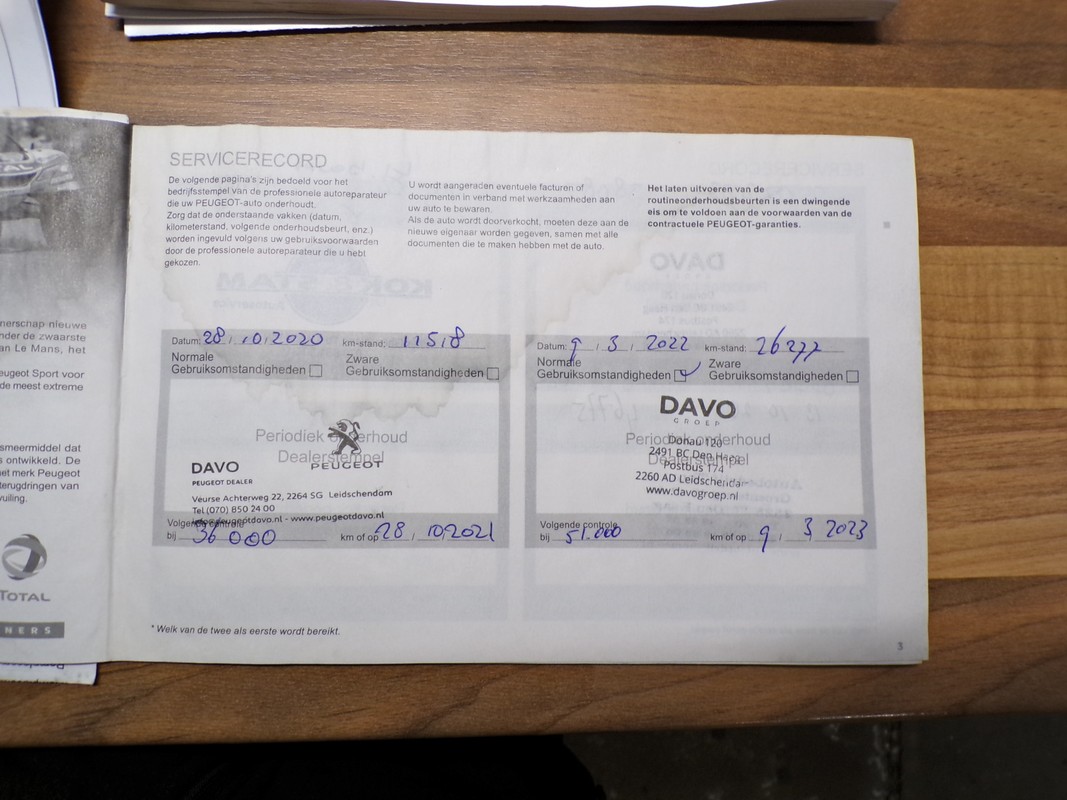 SERVICERECORD
De volgende pagina's zijn bedoeld voor het
bedrijfsstempel van de professionele autoreparateur
die uw PEUGEOT-auto onderhoudt.
Zorg dat de onderstaande vakken (datum,
kilometerstand, volgende onderhoudsbeurt, enz.)
worden ingevuld volgens uw gebruiksvoorwaarden
door de professionele autoreparateur die u hebt
gekozen.
U wordt aangeraden eventuele facturen of
documenten in verband met werkzaamheden aan
uw auto te bewaren.
Als de auto wordt doorverkocht, moeten deze aan de
nieuwe eigenaar worden gegeven, samen met alle
documenten die te maken hebben met de auto.
Het laten uitvoeren van de
routineonderhoudsbeurten is een dwingende
eis om te voldoen aan de voorwaarden van de
contractuele PEUGEOT-garanties.
Datum: 28 / 10 / 2020 km-stand: 11518
Normale
Gebruiksomstandigheden
Zware
Gebruiksomstandigheden
Periodiek onderhoud
Dealerstempel
PEUGEOT
DAVO
PEUGEOT DEALER
Veurse Achterweg 22, 2264 SG Leidschendam
Tel.(070) 850 24 00
info@peugeotdavo.nl - www.peugeotdavo.nl
Volgende controle
bij 36 000 km of op 28 / 10/2021
Datum: 9 / 3 / 2022 km-stand: 26277
Normale
Gebruiksomstandigheden
Zware
Gebruiksomstandigheden
DAVO
GROEP
Periodiek onderhoud
Dealerstempel
Donau 120
2491 BC Den Haag
Postbus 174
2260 AD Leidschendam
www.davogroep.nl
Volgende controle
bij 51.000 km of op 9 / 3 2023
* Welk van de twee als eerste wordt bereikt.
3
nerschap nieuwe
nder de zwaarste
an Le Mans, het
eugeot Sport voor
de meest extreme
smeermiddel dat
s ontwikkeld. De
et merk Peugeot
terugdringen van
vuiling.
TOTAL
NERS